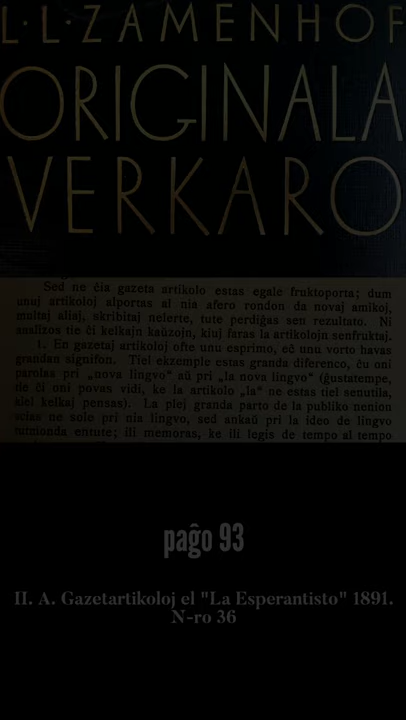 L·L·ZAMENHOF
ORIGINALA
VERKARO
Sed ne ĉia gazeta artikolo estas egale fruktoporta; dum
unuj artikoloj alportas al nia afero rondon da novaj amikoj,
multaj aliaj, skribitaj nelerte, tute perdiĝas sen rezultato. Ni
analizos tie ĉi kelkajn kaŭzojn, kiuj faras la artikolojn senfruktaj.
1. En gazetaj artikoloj ofte unu esprimo, eĉ unu vorto havas
grandan signifon. Tiel ekzemple estas granda diferenco, ĉu oni
parolas pri „nova lingvo“ aŭ pri „la nova lingvo“ (ĝustatempe,
tie ĉi oni povas vidi, ke la artikolo „la“ ne estas tiel senutila,
kiel kelkaj pensas). La plej granda parto de la publiko nenion
scias ne sole pri nia lingvo, sed ankaŭ pri la ideo de lingvo
tutmonda entute; ili memoras, ke ili legis de tempo al tempo
paĝo 93
II. A. Gazetartikoloj el "La Esperantisto" 1891.
N-ro 36